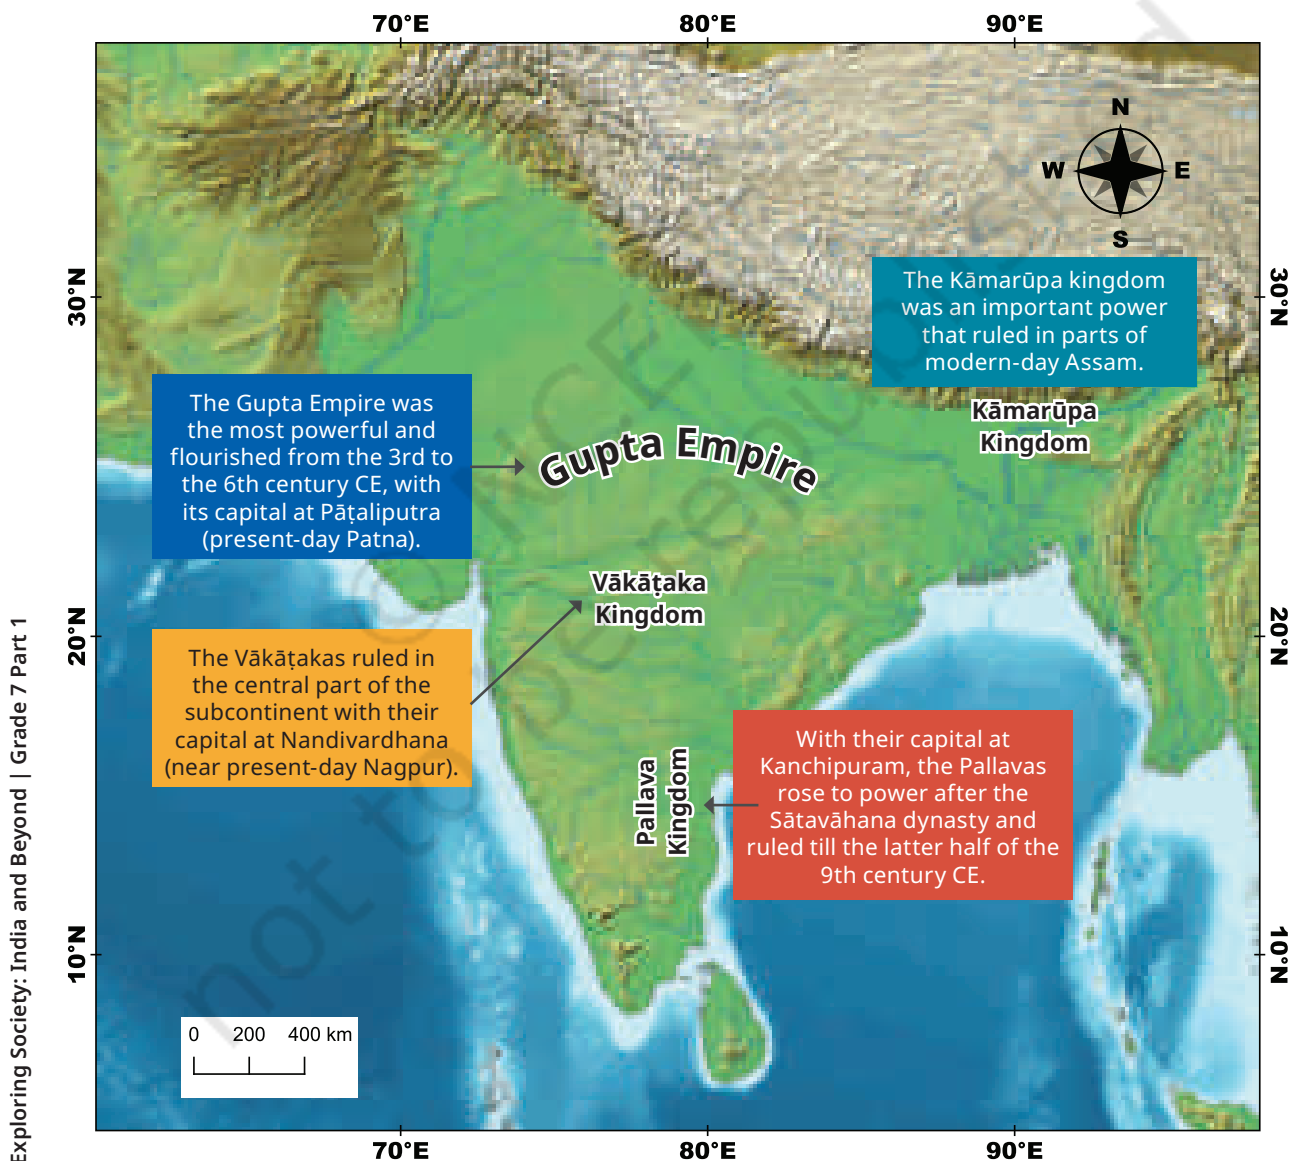 70°E 80°E 90°E
N
W E
S
30°N
30°N
The Kāmarūpa kingdom
was an important power
that ruled in parts of
modern-day Assam.
Kāmarūpa
Kingdom
The Gupta Empire was
the most powerful and
flourished from the 3rd to
the 6th century CE, with
its capital at Pāṭaliputra
(present-day Patna).
Gupta Empire
Vākāṭaka
Kingdom
20°N
20°N
The Vākāṭakas ruled in
the central part of the
subcontinent with their
capital at Nandivardhana
(near present-day Nagpur).
Pallava
Kingdom
With their capital at
Kanchipuram, the Pallavas
rose to power after the
Sātavāhana dynasty and
ruled till the latter half of the
9th century CE.
10°N
10°N
0 200 400 km
70°E 80°E 90°E
Exploring Society: India and Beyond | Grade 7 Part 1
© NCE
not to be repub